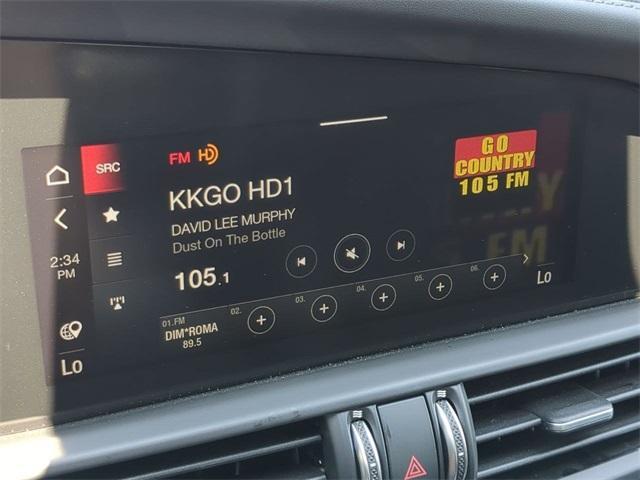 SRC
FM HD
GO
COUNTRY
105 FM
KKGO HD1
DAVID LEE MURPHY
Dust On The Bottle
2:34
PM
105.1
01.FM
DIM*ROMA
89.5
02.
03.
04.
05.
06.
Lo
Lo